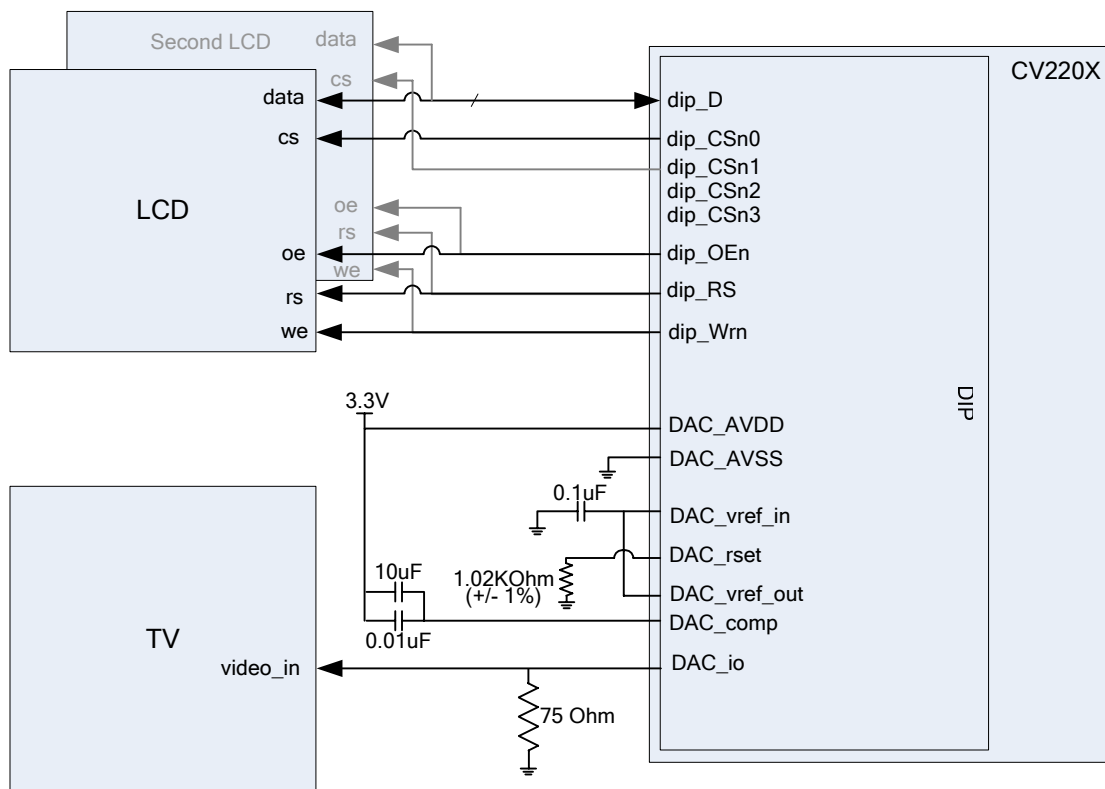 Second LCD
data
cs
oe
rs
we
LCD
data
cs
oe
rs
we
CV220X
DIP
dip_D
dip_CSn0
dip_CSn1
dip_CSn2
dip_CSn3
dip_OEn
dip_RS
dip_Wrn
DAC_AVDD
DAC_AVSS
DAC_vref_in
DAC_rset
DAC_vref_out
DAC_comp
DAC_io
3.3V
0.1uF
1.02KOhm
(+/- 1%)
10uF
0.01uF
75 Ohm
TV
video_in